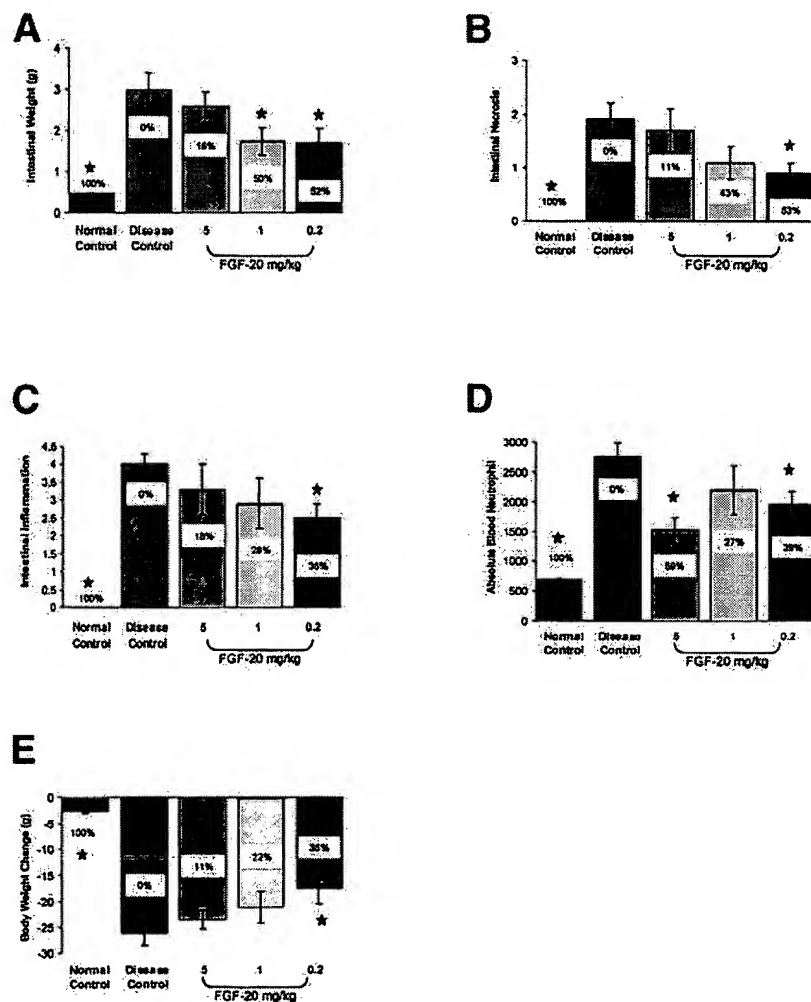 A
Intestinal Weight (g)
4
3
2
1
0
100%
0%
16%
50%
52%
Normal Control
Disease Control
5
1
0.2
FGF-20 mg/kg
B
Intestinal Necrosis
3
2
1
0
100%
0%
11%
43%
53%
Normal Control
Disease Control
5
1
0.2
FGF-20 mg/kg
C
Intestinal Inflammation
4.5
4
3.5
3
2.5
2
1.5
1
0.5
0
100%
0%
18%
28%
Normal Control
Disease Control
5
1
0.2
FGF-20 mg/kg
D
Absolute Blood Neutrophil
3000
2500
2000
1500
1000
500
0
100%
0%
59%
27%
39%
Normal Control
Disease Control
5
1
0.2
FGF-20 mg/kg
E
Body Weight Change (g)
0
-5
-10
-15
-20
-25
-30
100%
0%
11%
22%
Normal Control
Disease Control
5
1
0.2
FGF-20 mg/kg